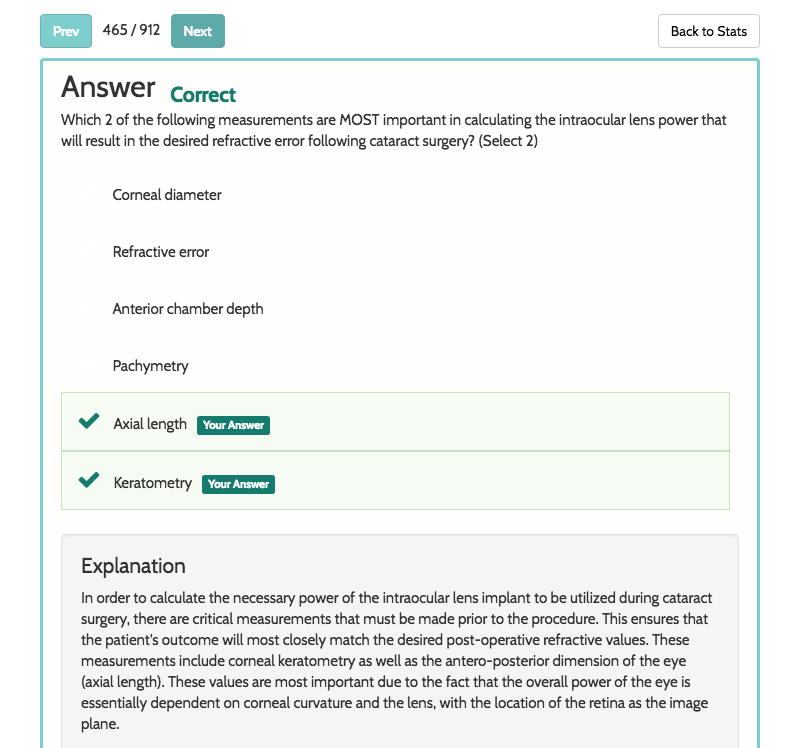 Prev 465 / 912 Next Back to Stats
Answer Correct
Which 2 of the following measurements are MOST important in calculating the intraocular lens power that
will result in the desired refractive error following cataract surgery? (Select 2)
Corneal diameter
Refractive error
Anterior chamber depth
Pachymetry
Axial length Your Answer
Keratometry Your Answer
Explanation
In order to calculate the necessary power of the intraocular lens implant to be utilized during cataract
surgery, there are critical measurements that must be made prior to the procedure. This ensures that
the patient's outcome will most closely match the desired post-operative refractive values. These
measurements include corneal keratometry as well as the antero-posterior dimension of the eye
(axial length). These values are most important due to the fact that the overall power of the eye is
essentially dependent on corneal curvature and the lens, with the location of the retina as the image
plane.